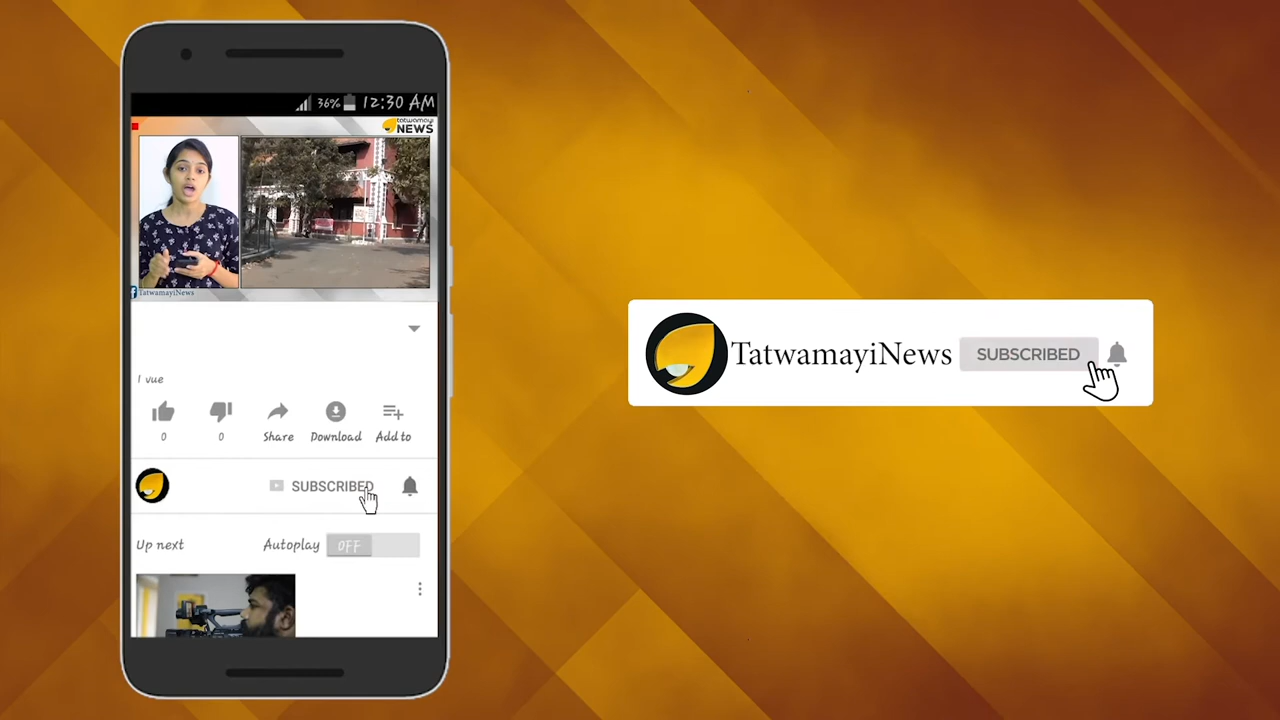 36% 12:30 AM
tatwamayi
NEWS
TatwamayiNews
1 vue
0 0 Share Download Add to
SUBSCRIBED
Up next Autoplay OFF
TatwamayiNews SUBSCRIBED